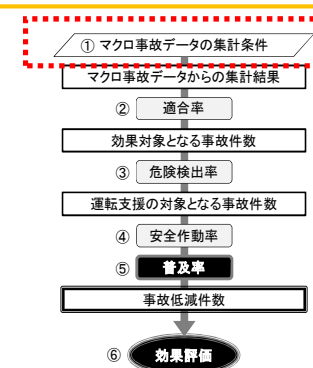 ① マクロ事故データの集計条件
マクロ事故データからの集計結果
② 適合率
効果対象となる事故件数
③ 危険検出率
運転支援の対象となる事故件数
④ 安全作動率
⑤ 普及率
事故低減件数
⑥ 効果評価